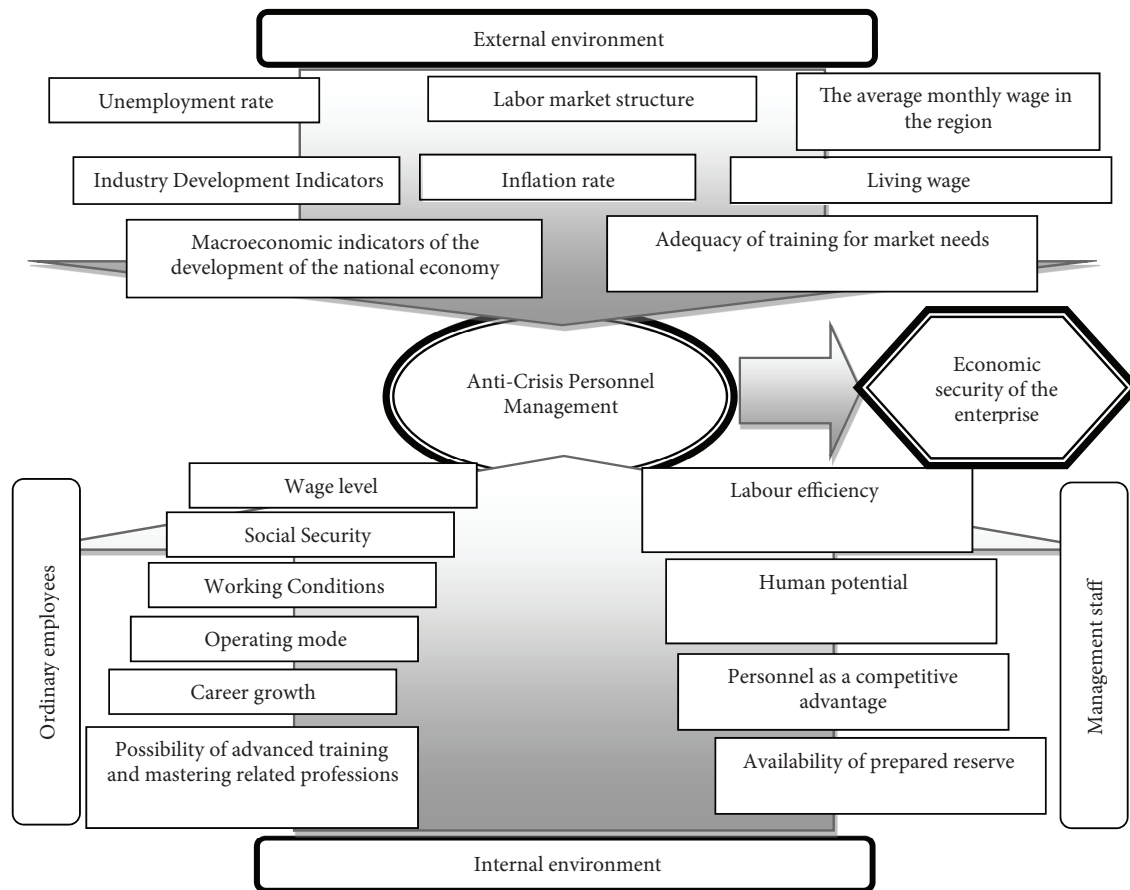 External environment
Unemployment rate
Labor market structure
The average monthly wage in
the region
Industry Development Indicators
Inflation rate
Living wage
Macroeconomic indicators of the
development of the national economy
Adequacy of training for market needs
Anti-Crisis Personnel
Management
Economic
security of the
enterprise
Ordinary employees
Wage level
Social Security
Working Conditions
Operating mode
Career growth
Possibility of advanced training
and mastering related professions
Labour efficiency
Human potential
Personnel as a competitive
advantage
Availability of prepared reserve
Management staff
Internal environment